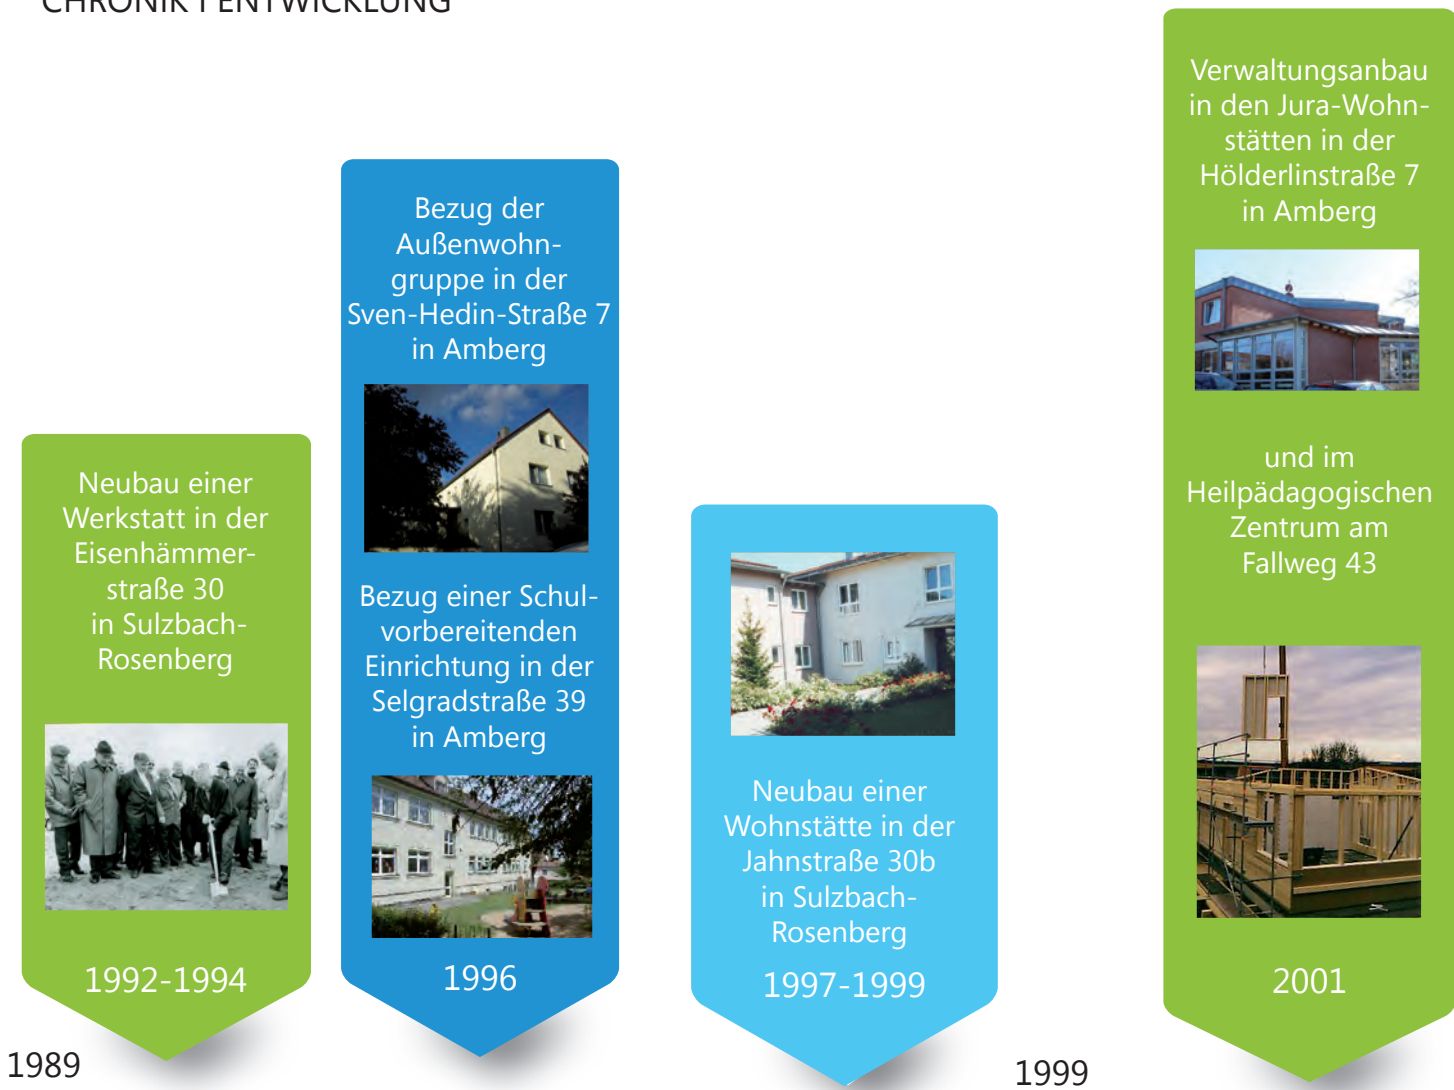 CHRONIK I ENTWICKLUNG
Neubau einer
Werkstatt in der
Eisenhämmer-
straße 30
in Sulzbach-
Rosenberg
1992-1994
Bezug der
Außenwohn-
gruppe in der
Sven-Hedin-Straße 7
in Amberg
Bezug einer Schul-
vorbereitenden
Einrichtung in der
Selgradstraße 39
in Amberg
1996
Neubau einer
Wohnstätte in der
Jahnstraße 30b
in Sulzbach-
Rosenberg
1997-1999
Verwaltungsanbau
in den Jura-Wohn-
stätten in der
Hölderlinstraße 7
in Amberg
und im
Heilpädagogischen
Zentrum am
Fallweg 43
2001
1989
1999